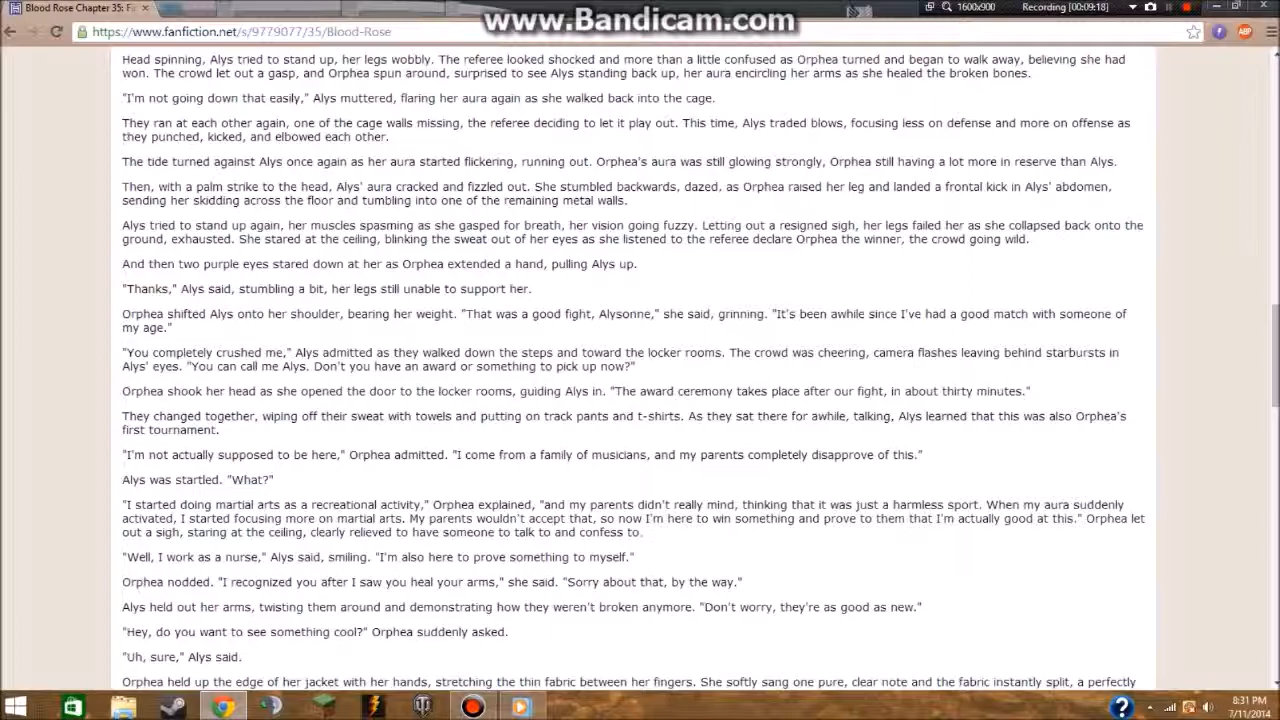 Blood Rose Chapter 35: Fi
www.Bandicam.com
1600x900
Recording [00:09:18]
https://www.fanfiction.net/s/9779077/35/Blood-Rose
ABP
Head spinning, Alys tried to stand up, her legs wobbly. The referee looked shocked and more than a little confused as Orphea turned and began to walk away, believing she had
won. The crowd let out a gasp, and Orphea spun around, surprised to see Alys standing back up, her aura encircling her arms as she healed the broken bones.
"I'm not going down that easily," Alys muttered, flaring her aura again as she walked back into the cage.
They ran at each other again, one of the cage walls missing, the referee deciding to let it play out. This time, Alys traded blows, focusing less on defense and more on offense as
they punched, kicked, and elbowed each other.
The tide turned against Alys once again as her aura started flickering, running out. Orphea's aura was still glowing strongly, Orphea still having a lot more in reserve than Alys.
Then, with a palm strike to the head, Alys' aura cracked and fizzled out. She stumbled backwards, dazed, as Orphea raised her leg and landed a frontal kick in Alys' abdomen,
sending her skidding across the floor and tumbling into one of the remaining metal walls.
Alys tried to stand up again, her muscles spasming as she gasped for breath, her vision going fuzzy. Letting out a resigned sigh, her legs failed her as she collapsed back onto the
ground, exhausted. She stared at the ceiling, blinking the sweat out of her eyes as she listened to the referee declare Orphea the winner, the crowd going wild.
And then two purple eyes stared down at her as Orphea extended a hand, pulling Alys up.
"Thanks," Alys said, stumbling a bit, her legs still unable to support her.
Orphea shifted Alys onto her shoulder, bearing her weight. "That was a good fight, Alysonne," she said, grinning. "It's been awhile since I've had a good match with someone of
my age."
"You completely crushed me," Alys admitted as they walked down the steps and toward the locker rooms. The crowd was cheering, camera flashes leaving behind starbursts in
Alys' eyes. "You can call me Alys. Don't you have an award or something to pick up now?"
Orphea shook her head as she opened the door to the locker rooms, guiding Alys in. "The award ceremony takes place after our fight, in about thirty minutes."
They changed together, wiping off their sweat with towels and putting on track pants and t-shirts. As they sat there for awhile, talking, Alys learned that this was also Orphea's
first tournament.
"I'm not actually supposed to be here," Orphea admitted. "I come from a family of musicians, and my parents completely disapprove of this."
Alys was startled. "What?"
"I started doing martial arts as a recreational activity," Orphea explained, "and my parents didn't really mind, thinking that it was just a harmless sport. When my aura suddenly
activated, I started focusing more on martial arts. My parents wouldn't accept that, so now I'm here to win something and prove to them that I'm actually good at this." Orphea let
out a sigh, staring at the ceiling, clearly relieved to have someone to talk to and confess to.
"Well, I work as a nurse," Alys said, smiling. "I'm also here to prove something to myself."
Orphea nodded. "I recognized you after I saw you heal your arms," she said. "Sorry about that, by the way."
Alys held out her arms, twisting them around and demonstrating how they weren't broken anymore. "Don't worry, they're as good as new."
"Hey, do you want to see something cool?" Orphea suddenly asked.
"Uh, sure," Alys said.
Orphea held up the edge of her jacket with her hands, stretching the thin fabric between her fingers. She softly sang one pure, clear note and the fabric instantly split, a perfectly
8:31 PM
7/11/2014